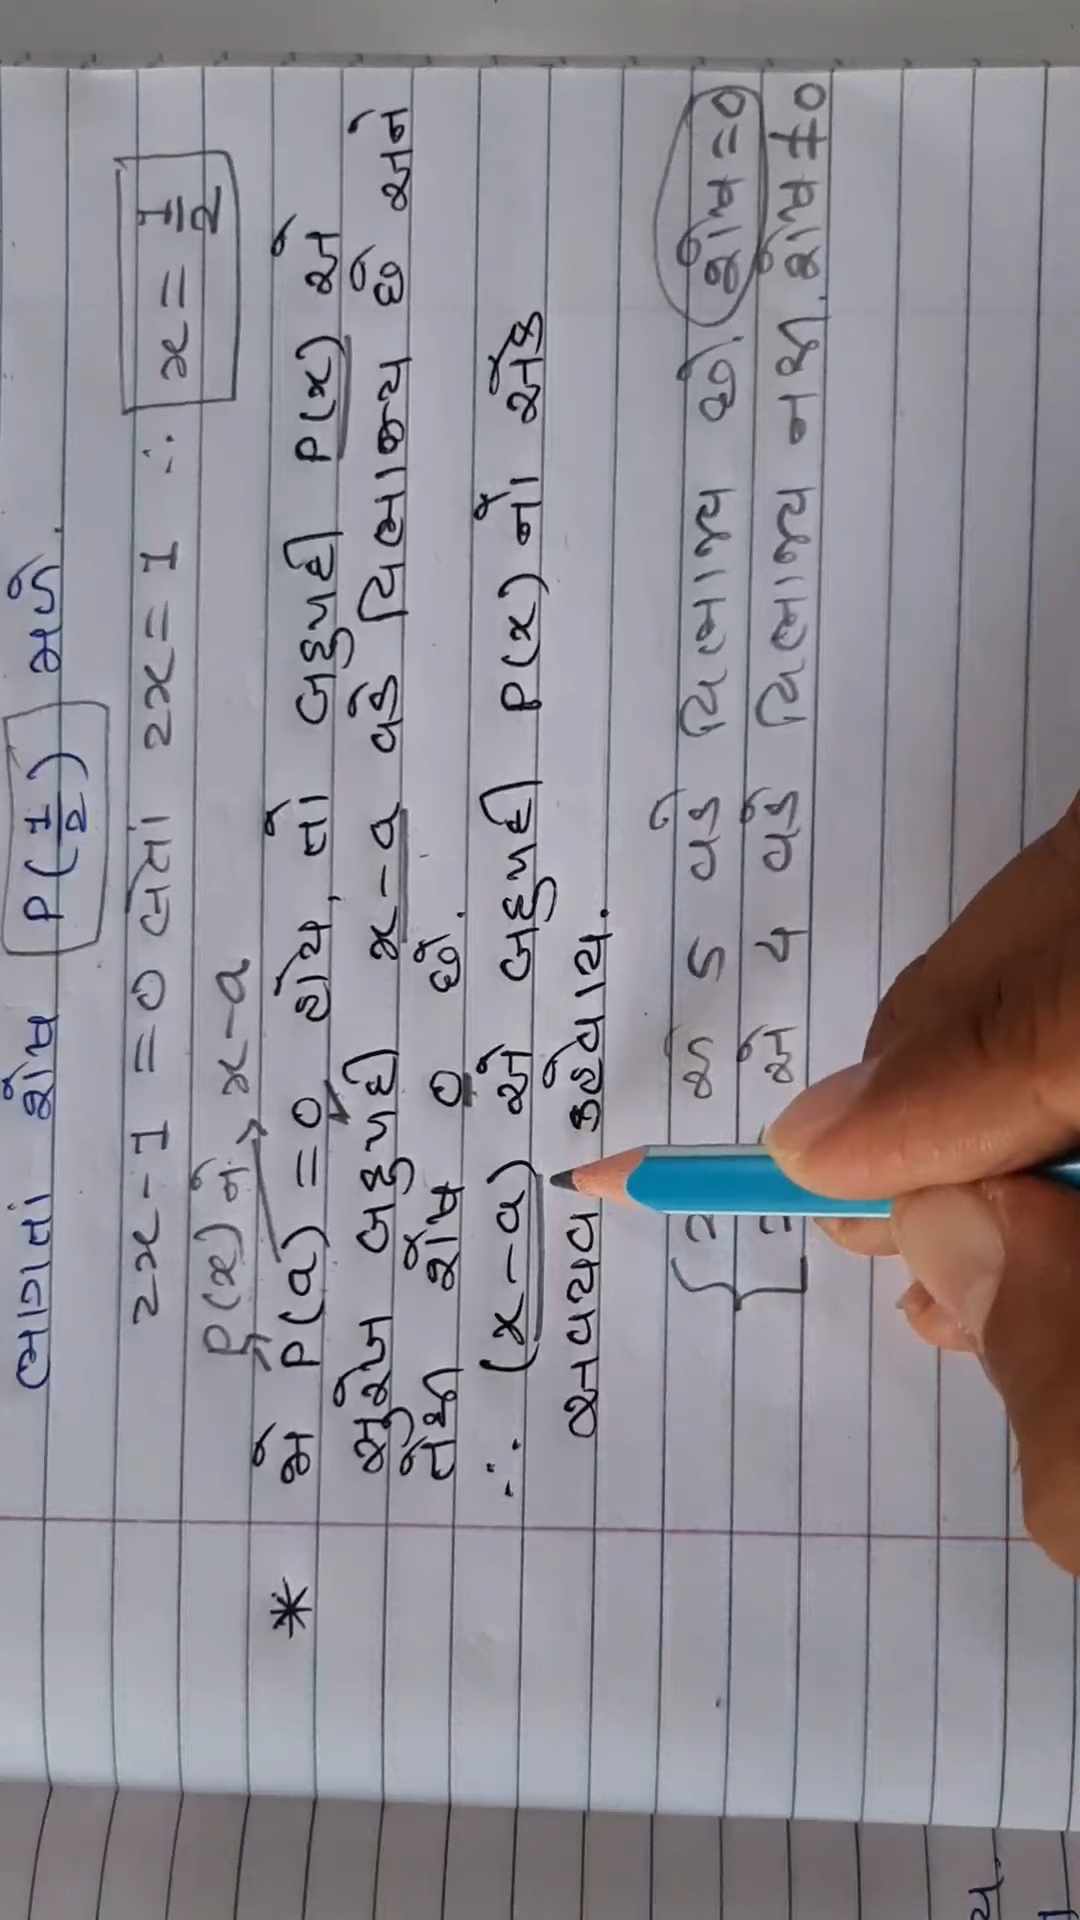 ભાગતાં શેષ P(1/2) મળે.
2x-1=0 લેતાં 2x=1 ∴ x=1/2
P(x) ને x-a
* જો P(a)=0 હોય, તો બહુપદી P(x) એ
સુરેખ બહુપદી x-a વડે વિભાજ્ય છે અને
તેથી શેષ 0 છે.
∴ (x-a) એ બહુપદી P(x) નો એક
અવયવ કહેવાય.
એ 5 વડે વિભાજ્ય છે. શેષ=0
એ 4 વડે વિભાજ્ય નથી. શેષ≠0